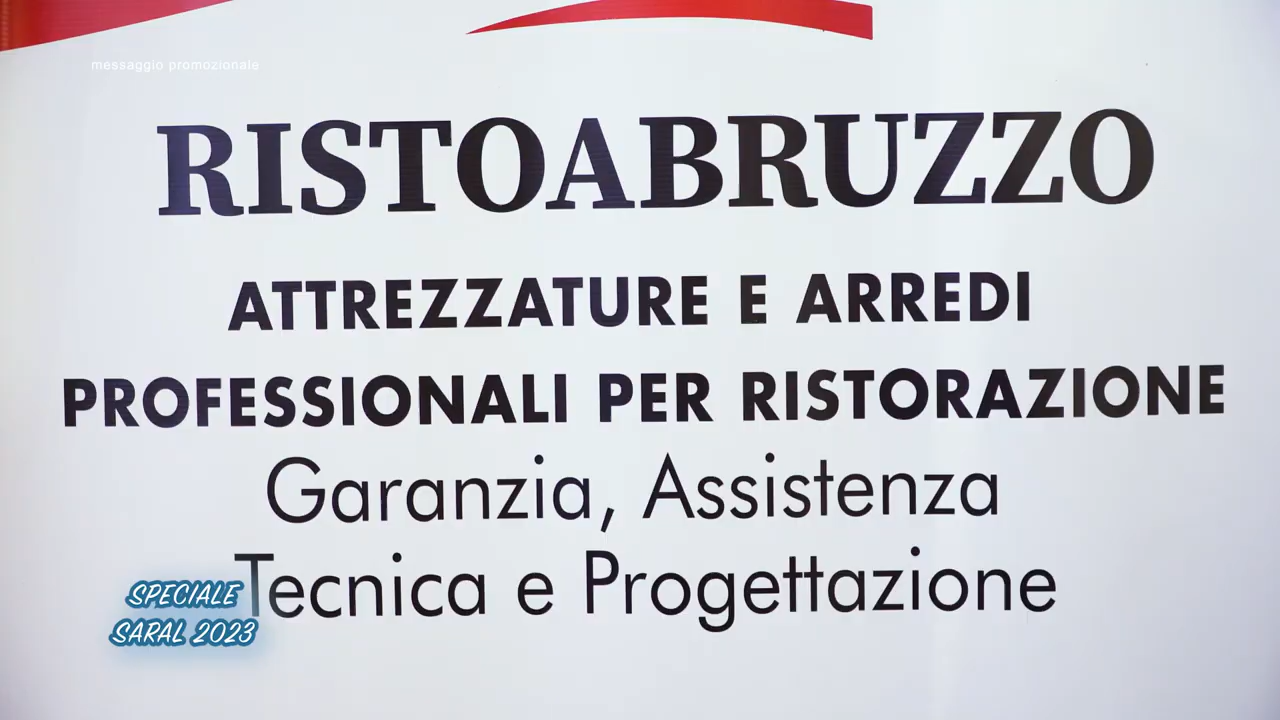 messaggio promozionale
RISTOABRUZZO
ATTREZZATURE E ARREDI
PROFESSIONALI PER RISTORAZIONE
Garanzia, Assistenza
Tecnica e Progettazione
SPECIALE
SARAL 2023